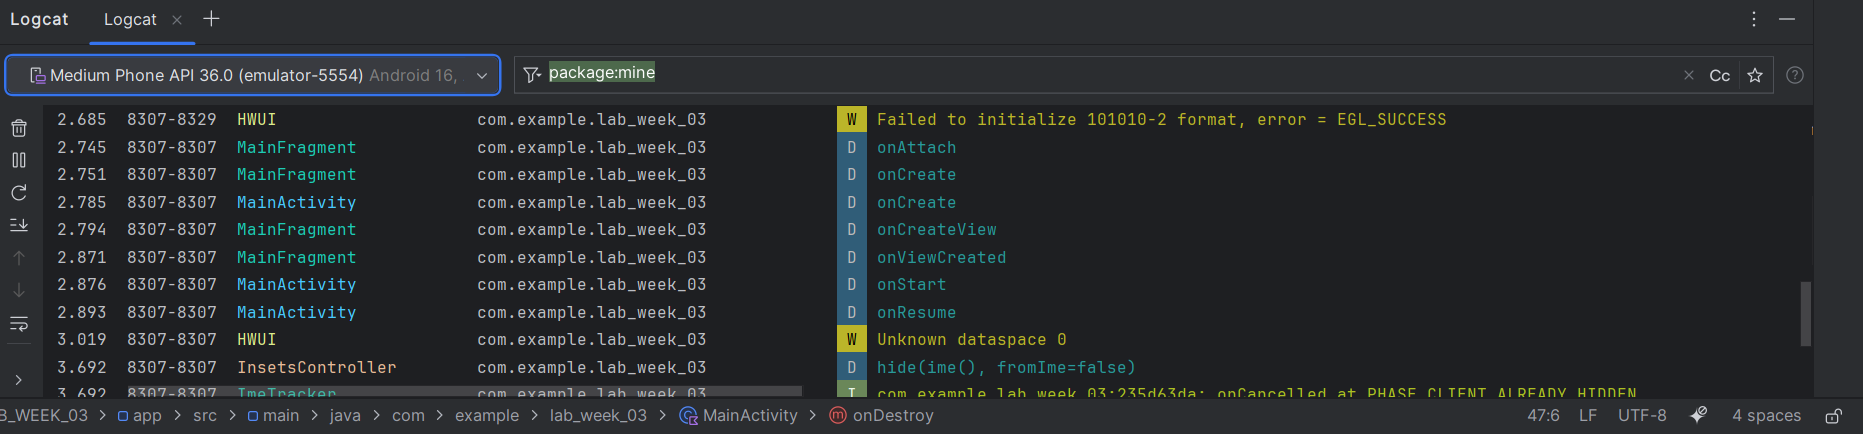 Logcat Logcat
Medium Phone API 36.0 (emulator-5554) Android 16, package:mine Cc
2.685 8307-8329 HWUI com.example.lab_week_03 W Failed to initialize 101010-2 format, error = EGL_SUCCESS
2.745 8307-8307 MainFragment com.example.lab_week_03 D onAttach
2.751 8307-8307 MainFragment com.example.lab_week_03 D onCreate
2.785 8307-8307 MainActivity com.example.lab_week_03 D onCreate
2.794 8307-8307 MainFragment com.example.lab_week_03 D onCreateView
2.871 8307-8307 MainFragment com.example.lab_week_03 D onViewCreated
2.876 8307-8307 MainActivity com.example.lab_week_03 D onStart
2.893 8307-8307 MainActivity com.example.lab_week_03 D onResume
3.019 8307-8307 HWUI com.example.lab_week_03 W Unknown dataspace 0
3.692 8307-8307 InsetsController com.example.lab_week_03 D hide(ime(), fromIme=false)
3.692 8307-8307 ImeTracker com.example.lab_week_03 I com.example.lab_week_03:235d63da: onCancelled at PHASE_CLIENT_ALREADY_HIDDEN
B_WEEK_03 > app > src > main > java > com > example > lab_week_03 > MainActivity > onDestroy 47:6 LF UTF-8 4 spaces